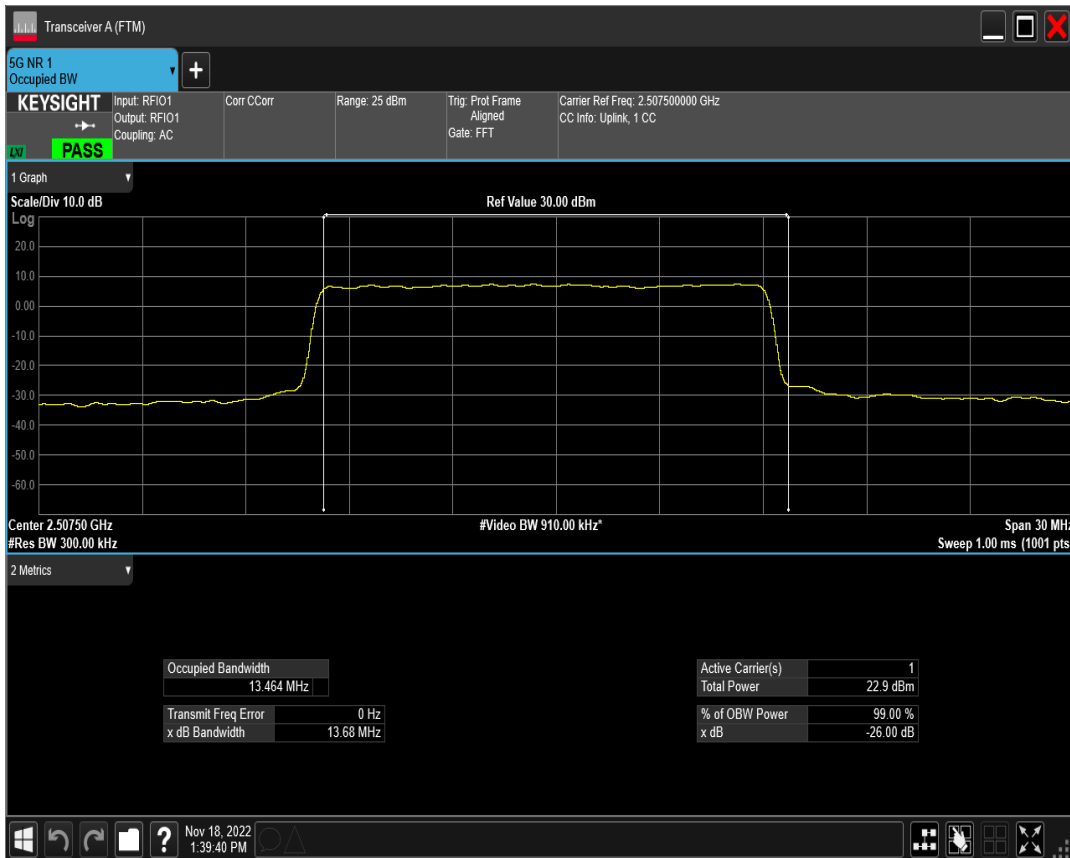 Transceiver A (FTM)
5G NR 1
Occupied BW
KEYSIGHT
LXI
PASS
Input: RFIO1
Output: RFIO1
Coupling: AC
Corr CCorr
Range: 25 dBm
Trig: Prot Frame
Aligned
Gate: FFT
Carrier Ref Freq: 2.507500000 GHz
CC Info: Uplink, 1 CC
1 Graph
Scale/Div 10.0 dB
Ref Value 30.00 dBm
Log
20.0
10.0
0.00
-10.0
-20.0
-30.0
-40.0
-50.0
-60.0
Center 2.50750 GHz
#Video BW 910.00 kHz*
Span 30 MHz
#Res BW 300.00 kHz
Sweep 1.00 ms (1001 pts
2 Metrics
Occupied Bandwidth
13.464 MHz
Transmit Freq Error 0 Hz
x dB Bandwidth 13.68 MHz
Active Carrier(s) 1
Total Power 22.9 dBm
% of OBW Power 99.00 %
x dB -26.00 dB
?
Nov 18, 2022
1:39:40 PM